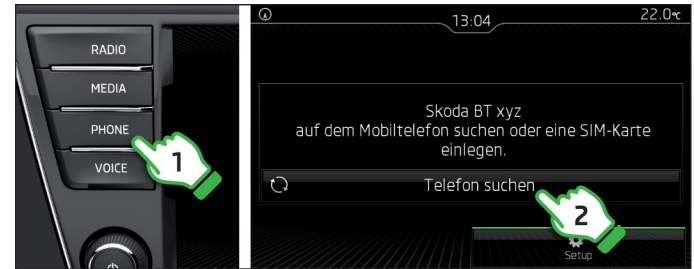 RADIO
MEDIA
PHONE
VOICE
1
13:04
22.0°C
Skoda BT xyz
auf dem Mobiltelefon suchen oder eine SIM-Karte
einlegen.
Telefon suchen
2
Setup